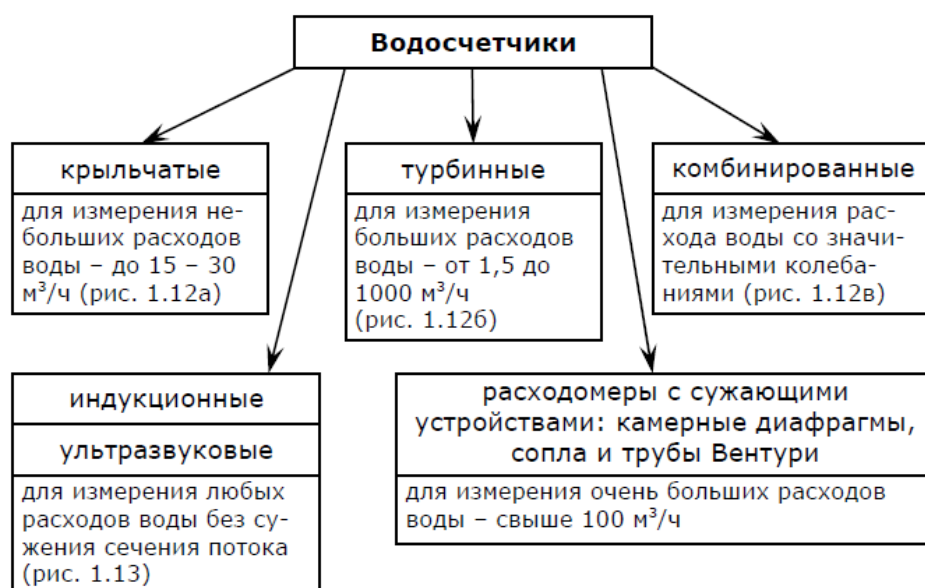 Водосчетчики
крыльчатые
для измерения не-
больших расходов
воды – до 15 – 30
м³/ч (рис. 1.12а)
турбинные
для измерения
больших расходов
воды – от 1,5 до
1000 м³/ч
(рис. 1.12б)
комбинированные
для измерения рас-
хода воды со значи-
тельными колеба-
ниями (рис. 1.12в)
индукционные
ультразвуковые
для измерения любых
расходов воды без су-
жения сечения потока
(рис. 1.13)
расходомеры с сужающими
устройствами: камерные диафрагмы,
сопла и трубы Вентури
для измерения очень больших расходов
воды – свыше 100 м³/ч